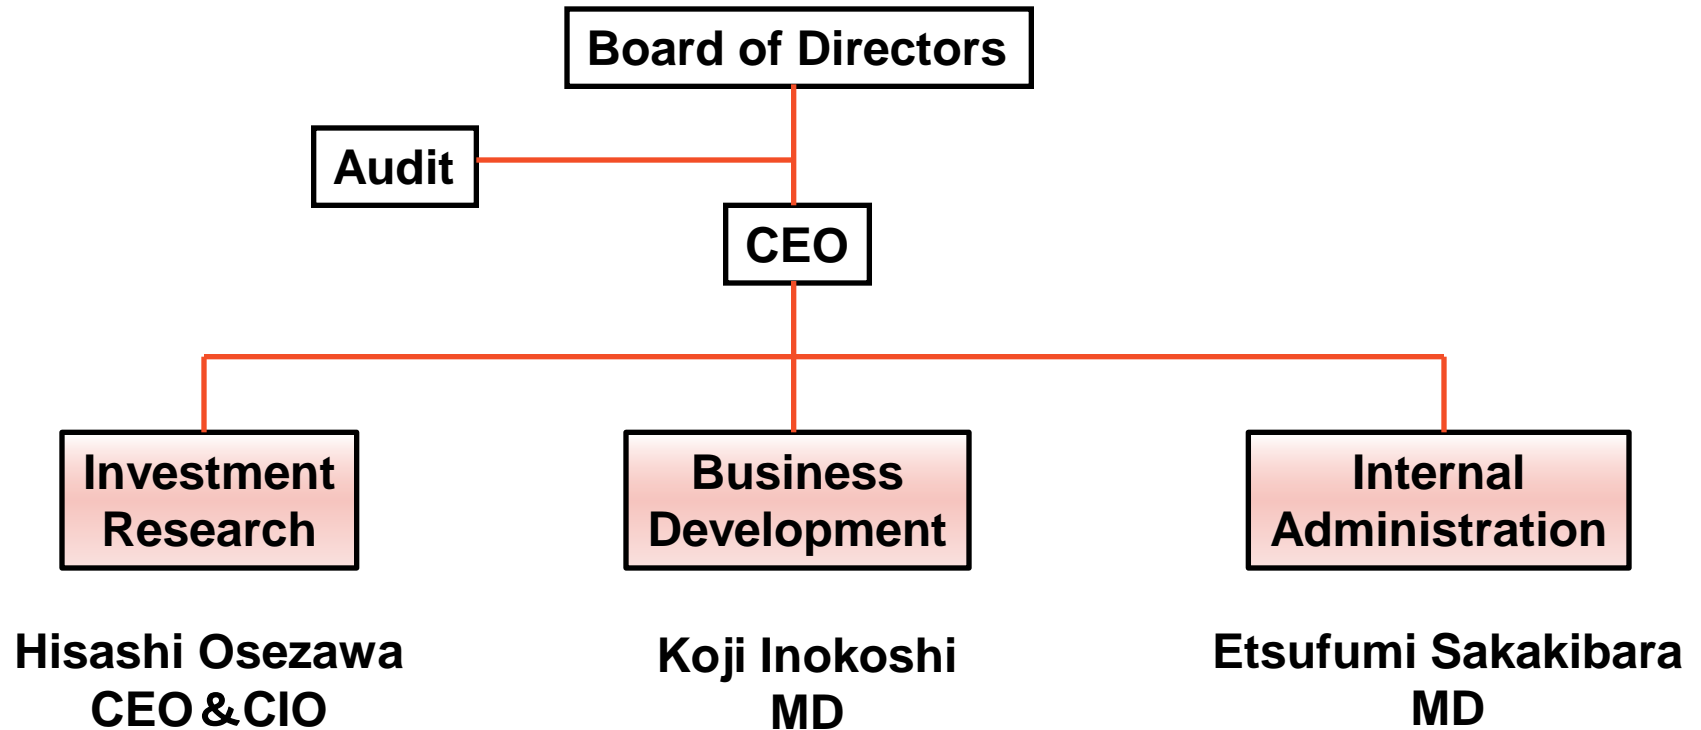 Board of Directors
Audit
CEO
Investment
Research
Business
Development
Internal
Administration
Hisashi Osezawa
CEO＆CIO
Koji Inokoshi
MD
Etsufumi Sakakibara
MD